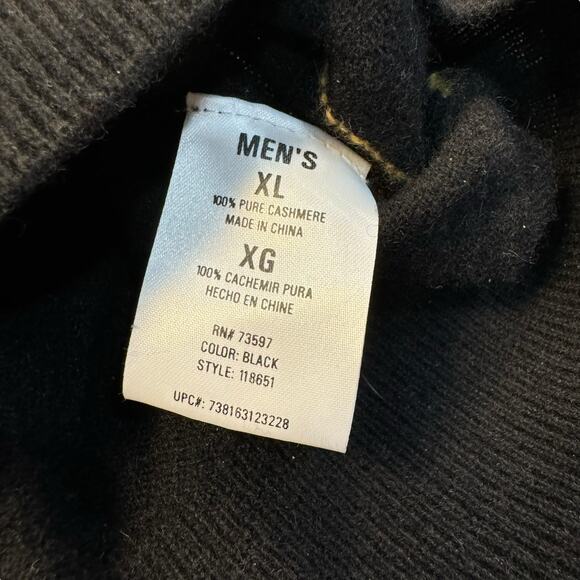 MEN'S
XL
100% PURE CASHMERE
MADE IN CHINA
XG
100% CACHEMIR PURA
HECHO EN CHINE
RN# 73597
COLOR: BLACK
STYLE: 118651
UPC#: 738163123228